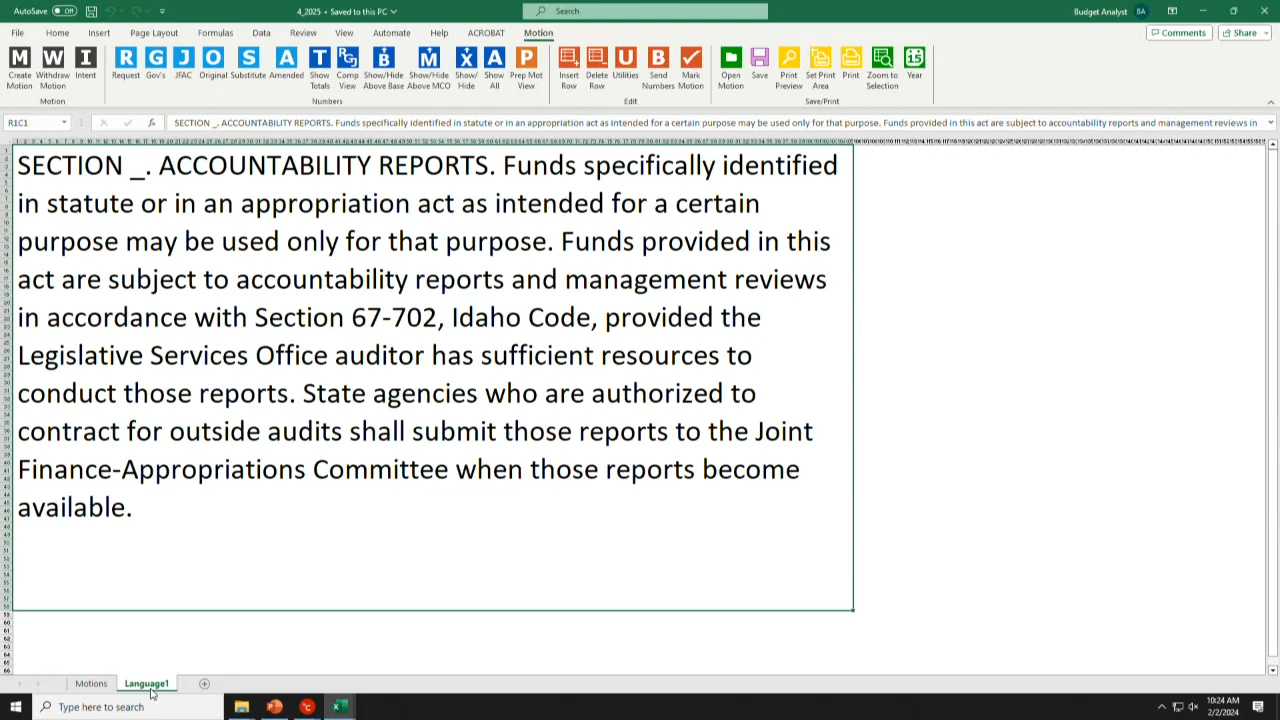 AutoSave Off 4_2025 • Saved to this PC Search Budget Analyst BA
File Home Insert Page Layout Formulas Data Review View Automate Help ACROBAT Motion Comments Share
M W I R G J O S A T RG B M X A P U B 15
Create Motion Withdraw Motion Intent Request Gov's JFAC Original Substitute Amended Show Totals Comp View Show/Hide Above Base Show/Hide Above MCO Show/ Hide Show All Prep Mot View Insert Row Delete Row Utilities Send Numbers Mark Motion Open Motion Save Print Preview Set Print Area Print Zoom to Selection Year
Motion Numbers Edit Save/Print
R1C1 fx SECTION _. ACCOUNTABILITY REPORTS. Funds specifically identified in statute or in an appropriation act as intended for a certain purpose may be used only for that purpose. Funds provided in this act are subject to accountability reports and management reviews in
SECTION _. ACCOUNTABILITY REPORTS. Funds specifically identified
in statute or in an appropriation act as intended for a certain
purpose may be used only for that purpose. Funds provided in this
act are subject to accountability reports and management reviews
in accordance with Section 67-702, Idaho Code, provided the
Legislative Services Office auditor has sufficient resources to
conduct those reports. State agencies who are authorized to
contract for outside audits shall submit those reports to the Joint
Finance-Appropriations Committee when those reports become
available.
Motions Language1
Type here to search 10:24 AM
2/2/2024